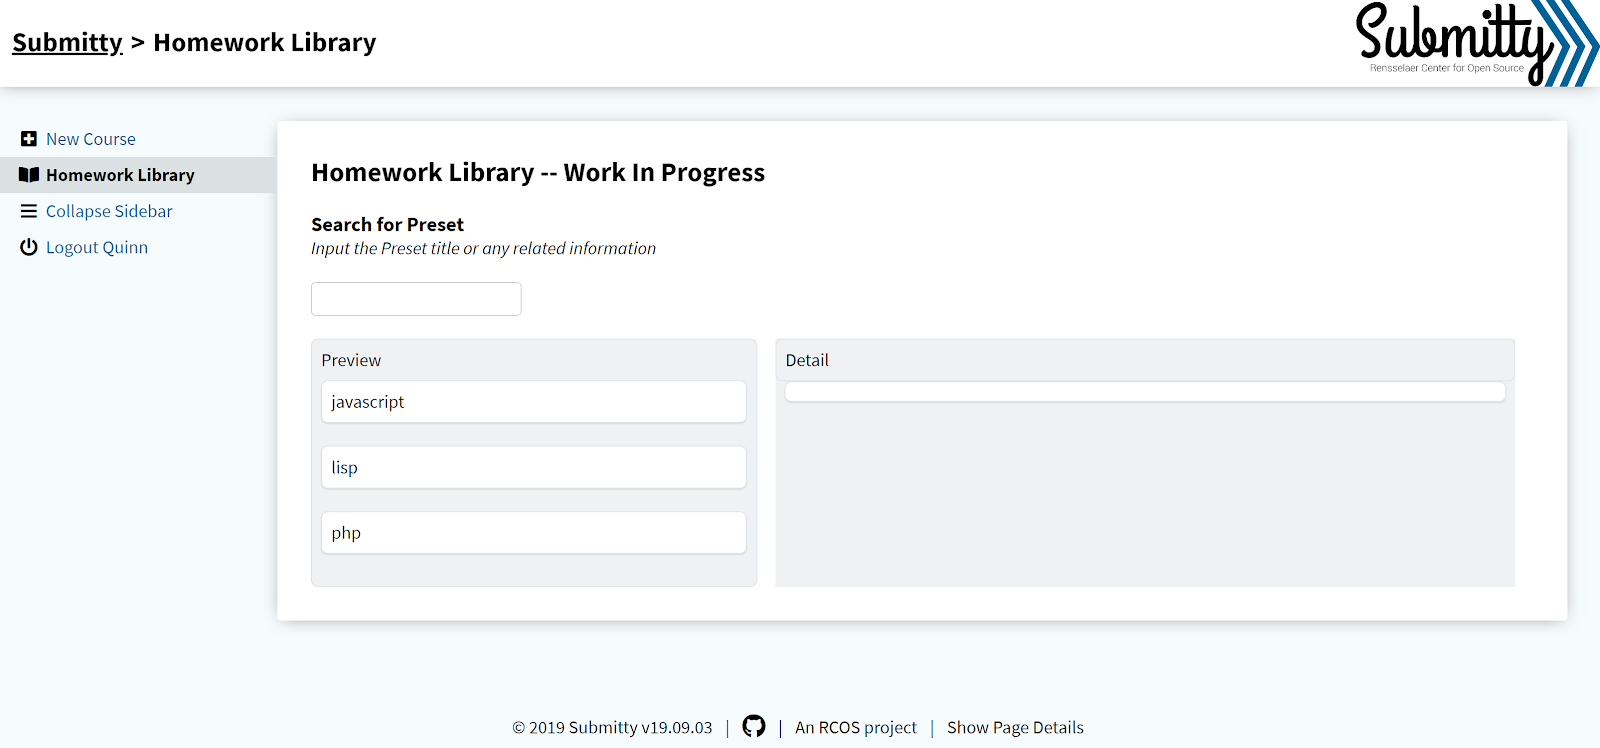 Submitty > Homework Library
Submitty
Rensselaer Center for Open Source
New Course
Homework Library
Collapse Sidebar
Logout Quinn
Homework Library -- Work In Progress
Search for Preset
Input the Preset title or any related information
Preview
javascript
lisp
php
Detail
© 2019 Submitty v19.09.03 | | An RCOS project | Show Page Details